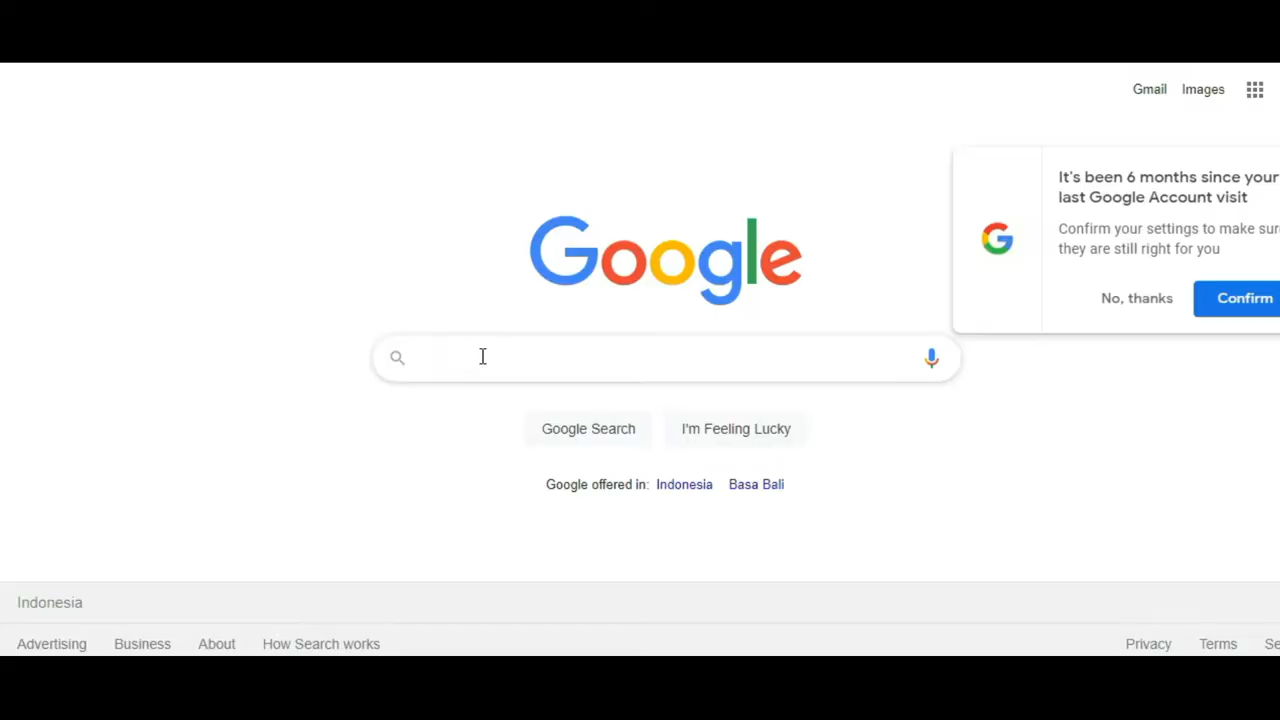 Gmail Images
It's been 6 months since your
last Google Account visit
Confirm your settings to make sure
they are still right for you
No, thanks Confirm
Google
Google Search I'm Feeling Lucky
Google offered in: Indonesia Basa Bali
Indonesia
Advertising Business About How Search works Privacy Terms